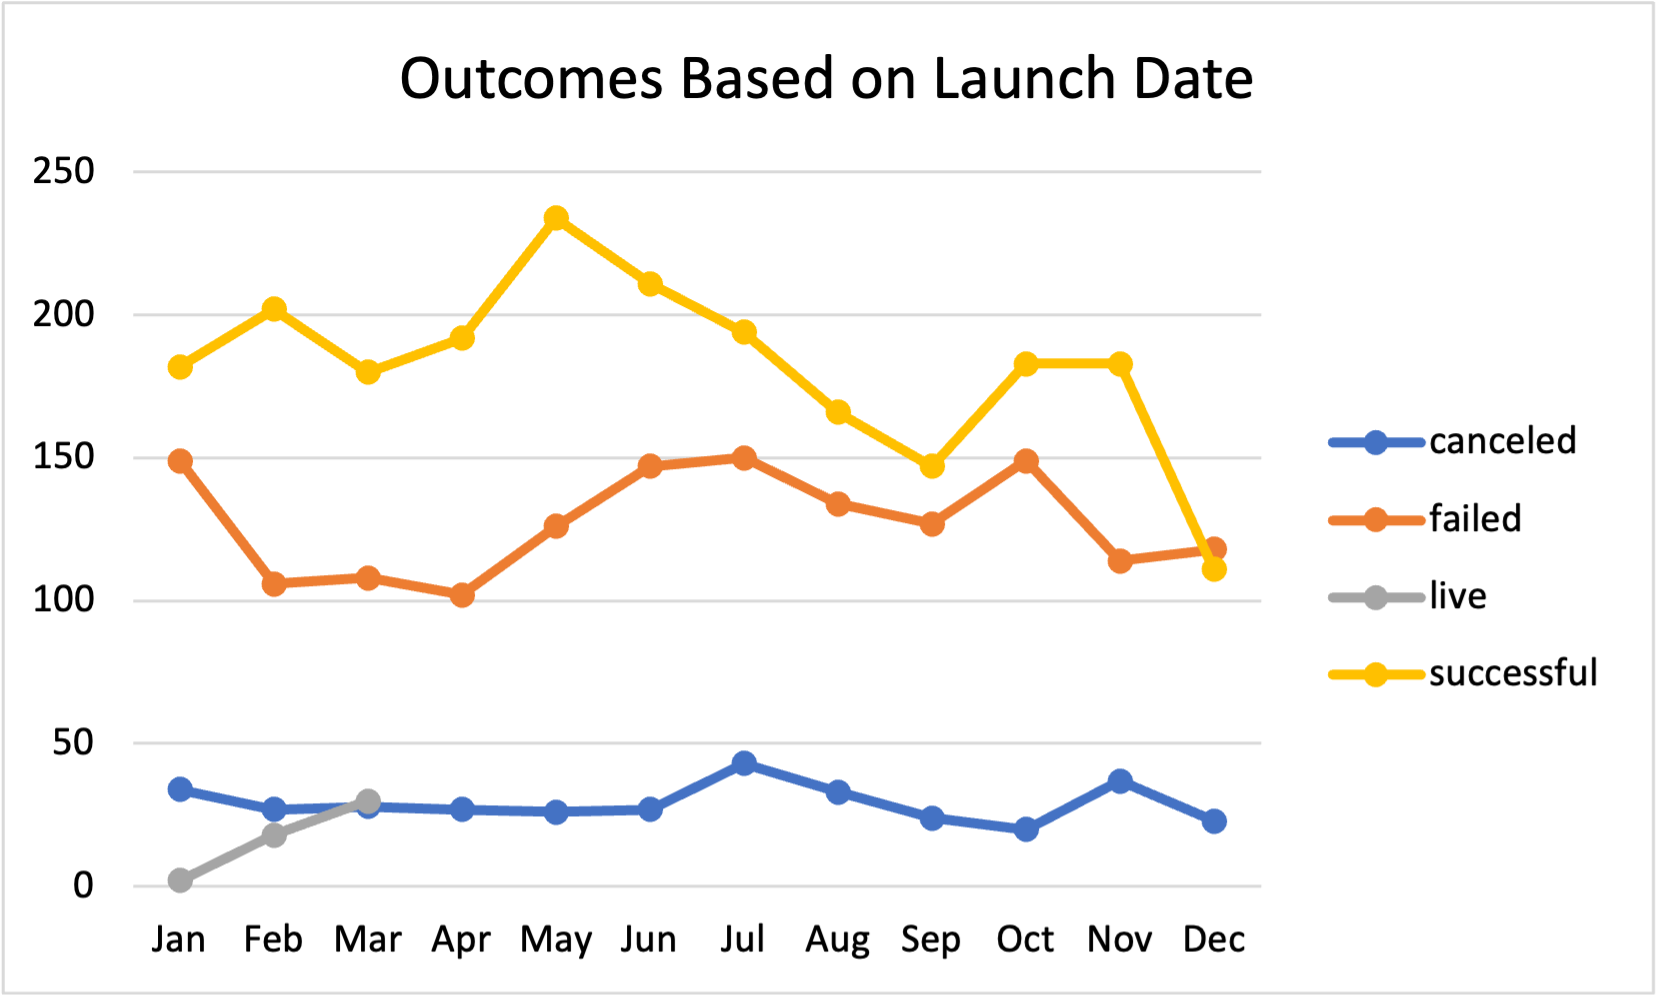 Outcomes Based on Launch Date
250
200
150
100
50
0
Jan Feb Mar Apr May Jun Jul Aug Sep Oct Nov Dec
canceled
failed
live
successful